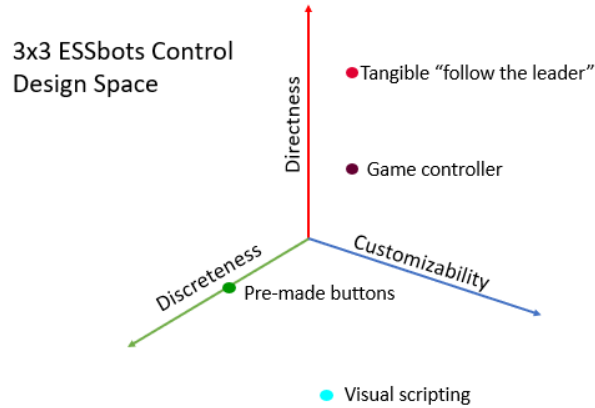 3x3 ESSbots Control
Design Space
Tangible “follow the leader”
Directness
Game controller
Customizability
Discreteness
Pre-made buttons
Visual scripting